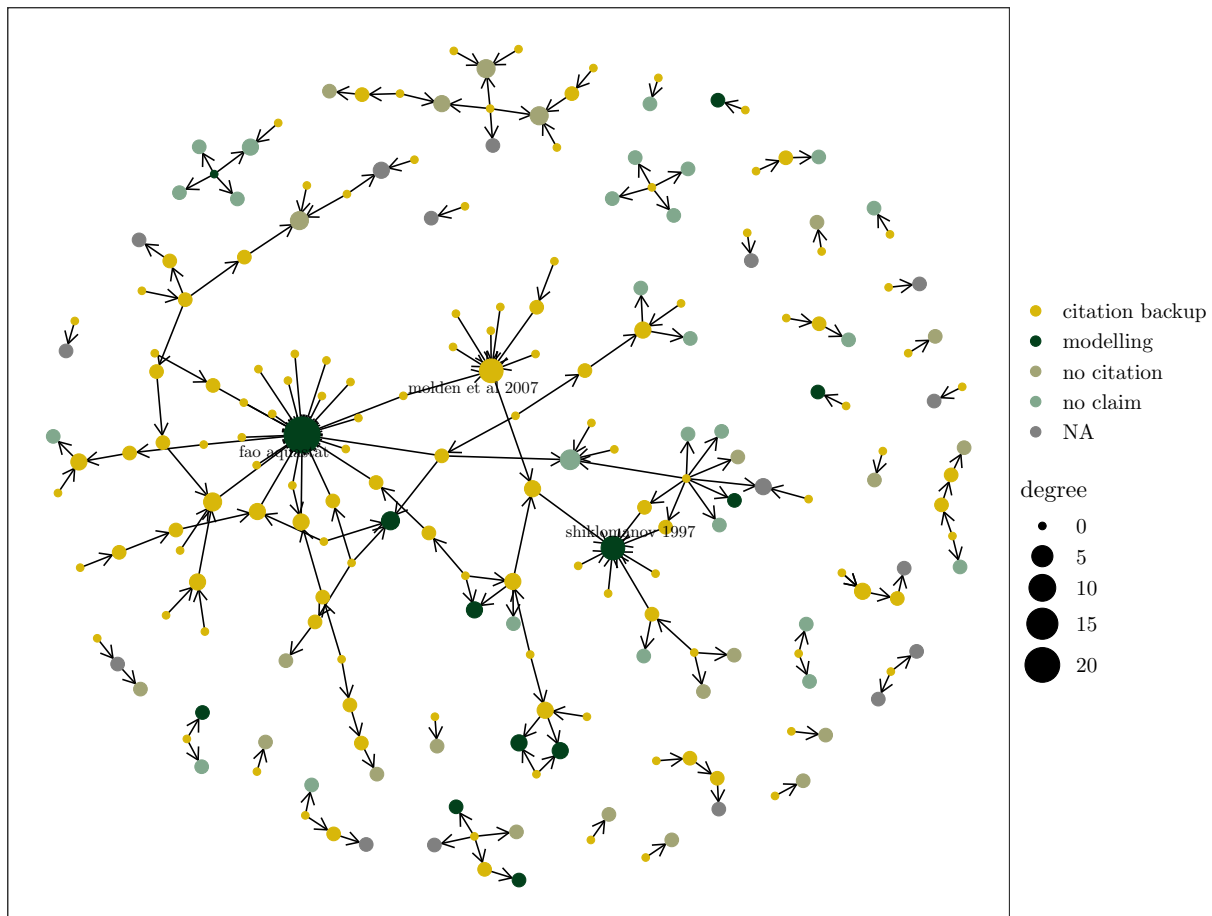 molden et al 2007
fao aquastat
shiklomanov 1997
citation backup
modelling
no citation
no claim
NA
degree
0
5
10
15
20